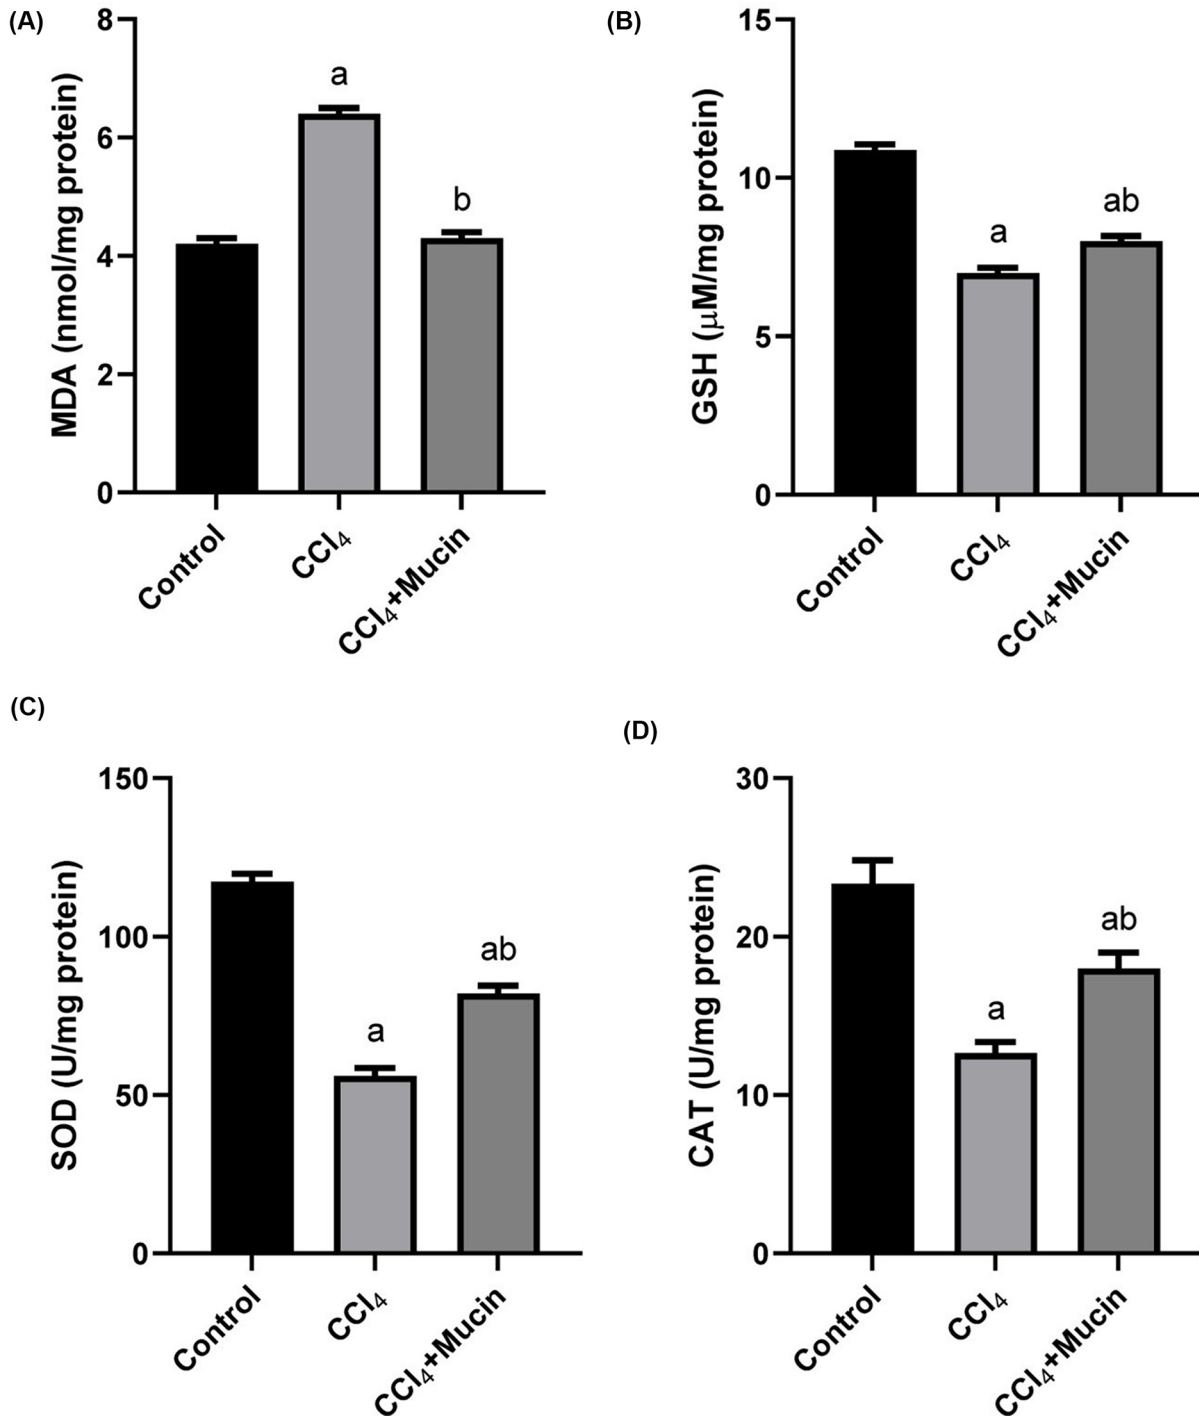 (A)
MDA (nmol/mg protein)
8
6
4
2
0
a
b
Control
CCl₄
CCl₄+Mucin
(B)
GSH (μM/mg protein)
15
10
5
0
a
ab
Control
CCl₄
CCl₄+Mucin
(C)
SOD (U/mg protein)
150
100
50
0
a
ab
Control
CCl₄
CCl₄+Mucin
(D)
CAT (U/mg protein)
30
20
10
0
a
ab
Control
CCl₄
CCl₄+Mucin